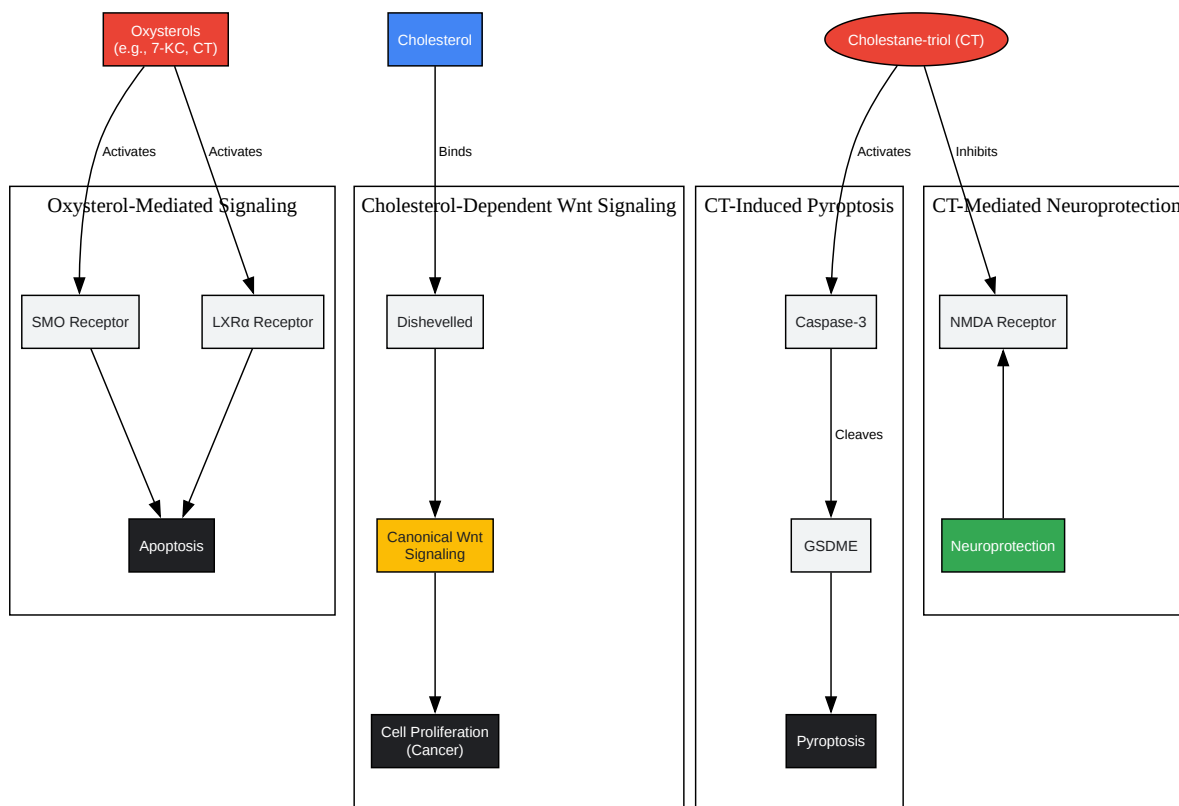 Oxysterols
(e.g., 7-KC, CT)
Cholesterol
Cholestane-triol (CT)
Activates
Activates
Binds
Activates
Inhibits
Oxysterol-Mediated Signaling
Cholesterol-Dependent Wnt Signaling
CT-Induced Pyroptosis
CT-Mediated Neuroprotection
SMO Receptor
LXRα Receptor
Dishevelled
Caspase-3
NMDA Receptor
Cleaves
Apoptosis
Canonical Wnt
Signaling
GSDME
Neuroprotection
Cell Proliferation
(Cancer)
Pyroptosis